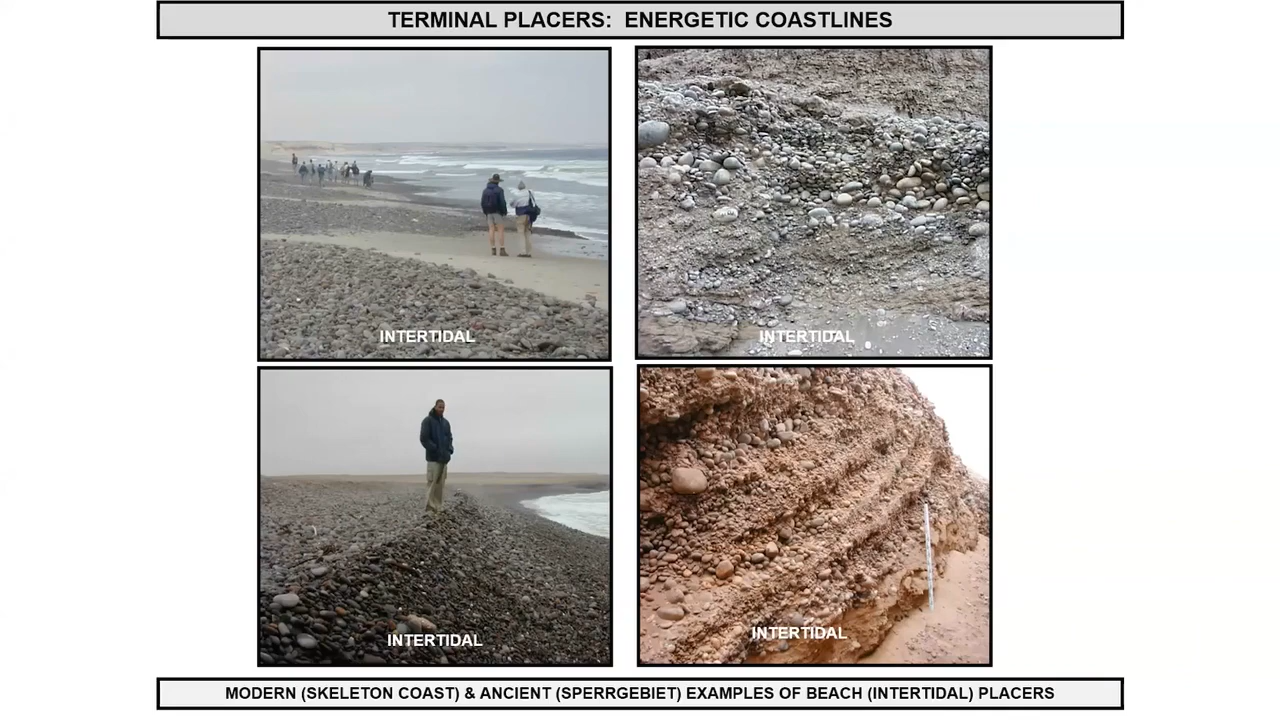 TERMINAL PLACERS: ENERGETIC COASTLINES
INTERTIDAL
INTERTIDAL
INTERTIDAL
INTERTIDAL
MODERN (SKELETON COAST) & ANCIENT (SPERRGEBIET) EXAMPLES OF BEACH (INTERTIDAL) PLACERS